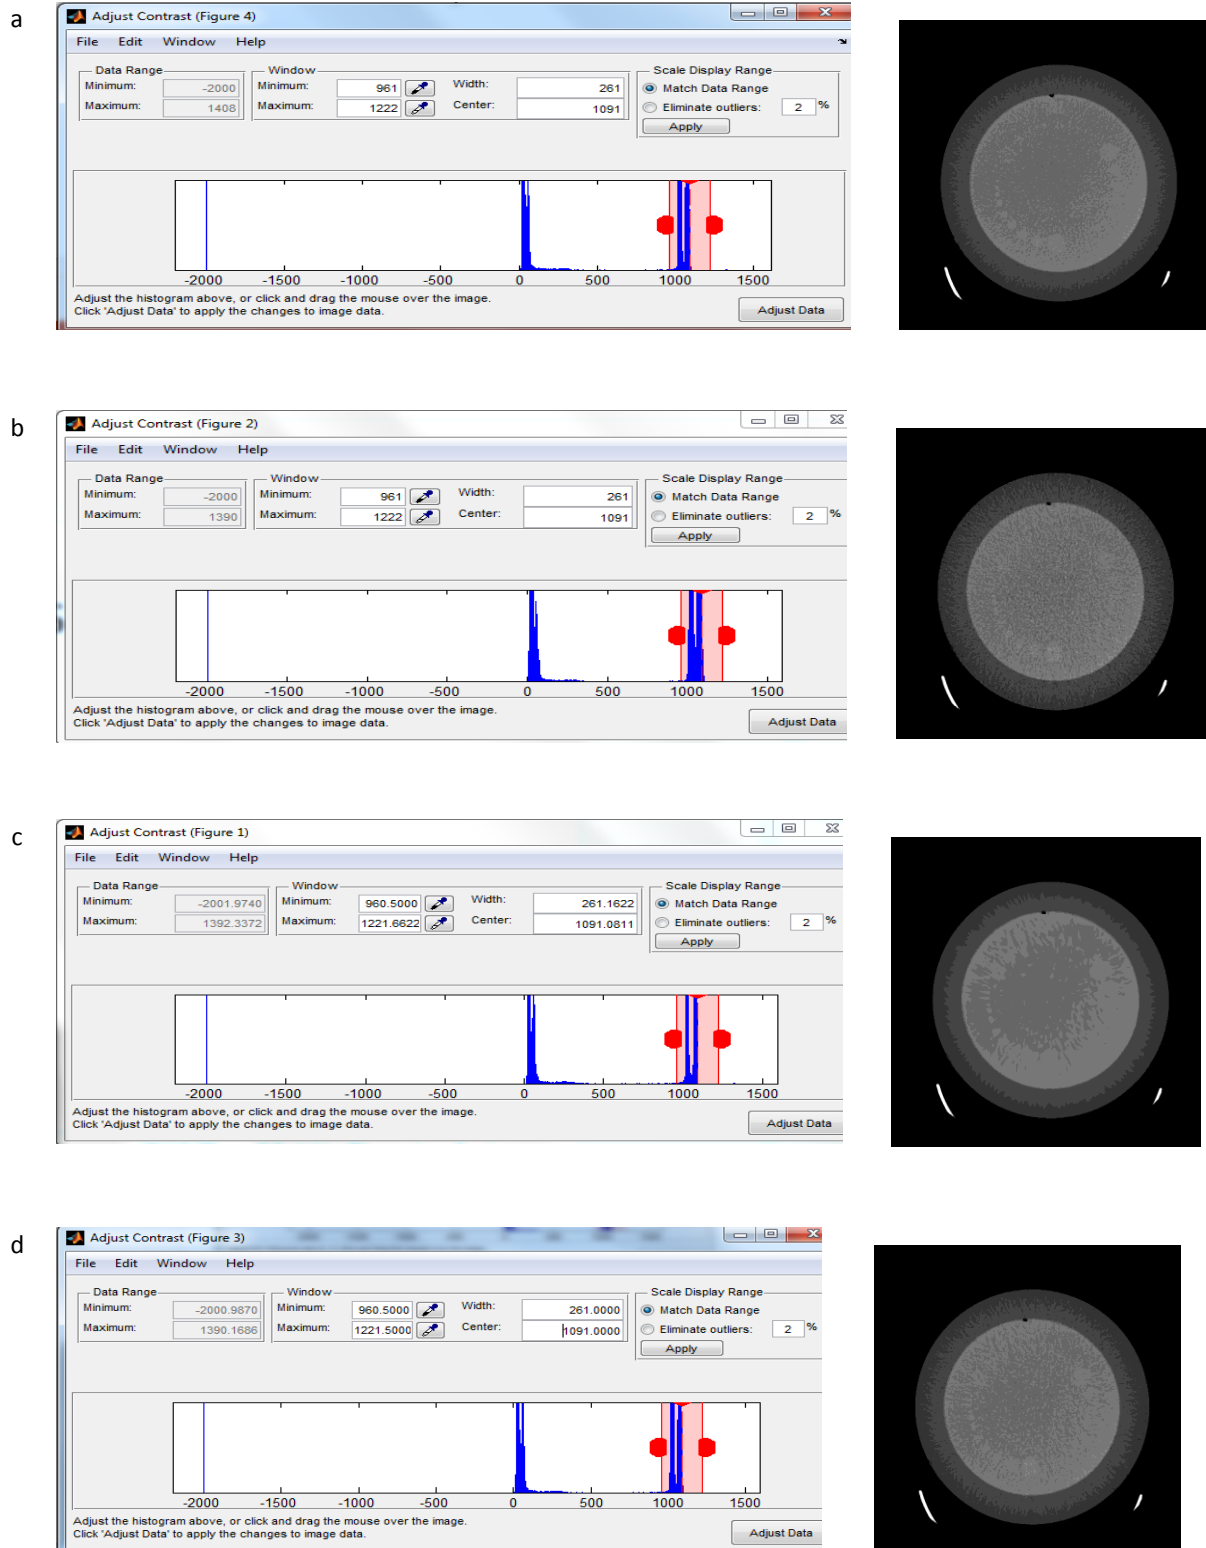 a
Adjust Contrast (Figure 4)
File Edit Window Help
Data Range Window Scale Display Range
Minimum: -2000 Minimum: 961 Width: 261 Match Data Range
Maximum: 1408 Maximum: 1222 Center: 1091 Eliminate outliers: 2 %
Apply
-2000 -1500 -1000 -500 0 500 1000 1500
Adjust the histogram above, or click and drag the mouse over the image.
Click 'Adjust Data' to apply the changes to image data.
Adjust Data
b
Adjust Contrast (Figure 2)
File Edit Window Help
Data Range Window Scale Display Range
Minimum: -2000 Minimum: 961 Width: 261 Match Data Range
Maximum: 1390 Maximum: 1222 Center: 1091 Eliminate outliers: 2 %
Apply
-2000 -1500 -1000 -500 0 500 1000 1500
Adjust the histogram above, or click and drag the mouse over the image.
Click 'Adjust Data' to apply the changes to image data.
Adjust Data
c
Adjust Contrast (Figure 1)
File Edit Window Help
Data Range Window Scale Display Range
Minimum: -2001.9740 Minimum: 960.5000 Width: 261.1622 Match Data Range
Maximum: 1392.3372 Maximum: 1221.6622 Center: 1091.0811 Eliminate outliers: 2 %
Apply
-2000 -1500 -1000 -500 0 500 1000 1500
Adjust the histogram above, or click and drag the mouse over the image.
Click 'Adjust Data' to apply the changes to image data.
Adjust Data
d
Adjust Contrast (Figure 3)
File Edit Window Help
Data Range Window Scale Display Range
Minimum: -2000.9870 Minimum: 960.5000 Width: 261.0000 Match Data Range
Maximum: 1390.1686 Maximum: 1221.5000 Center: 1091.0000 Eliminate outliers: 2 %
Apply
-2000 -1500 -1000 -500 0 500 1000 1500
Adjust the histogram above, or click and drag the mouse over the image.
Click 'Adjust Data' to apply the changes to image data.
Adjust Data